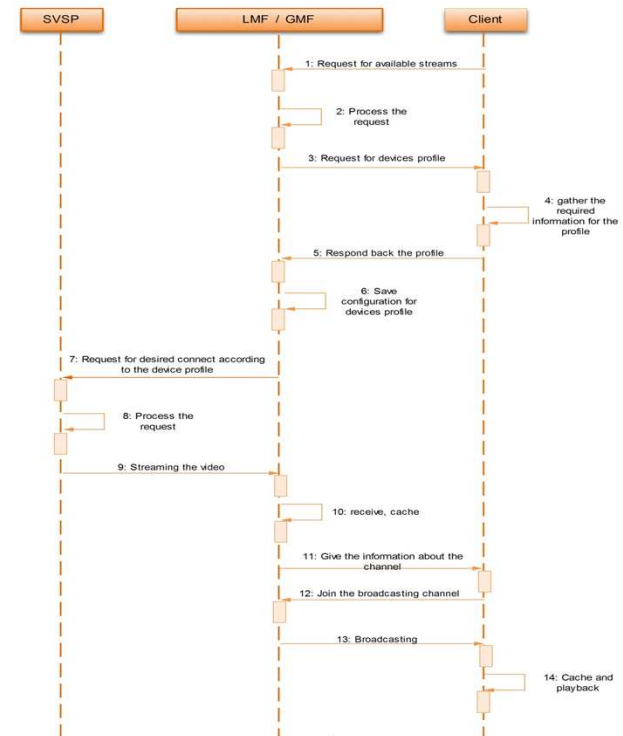 SVSP
LMF / GMF
Client
1: Request for available streams
2: Process the
request
3: Request for devices profile
4: gather the
required
information for the
profile
5: Respond back the profile
6: Save
configuration for
devices profile
7: Request for desired connect according
to the device profile
8: Process the
request
9: Streaming the video
10: receive, cache
11: Give the information about the
channel
12: Join the broadcasting channel
13: Broadcasting
14: Cache and
playback